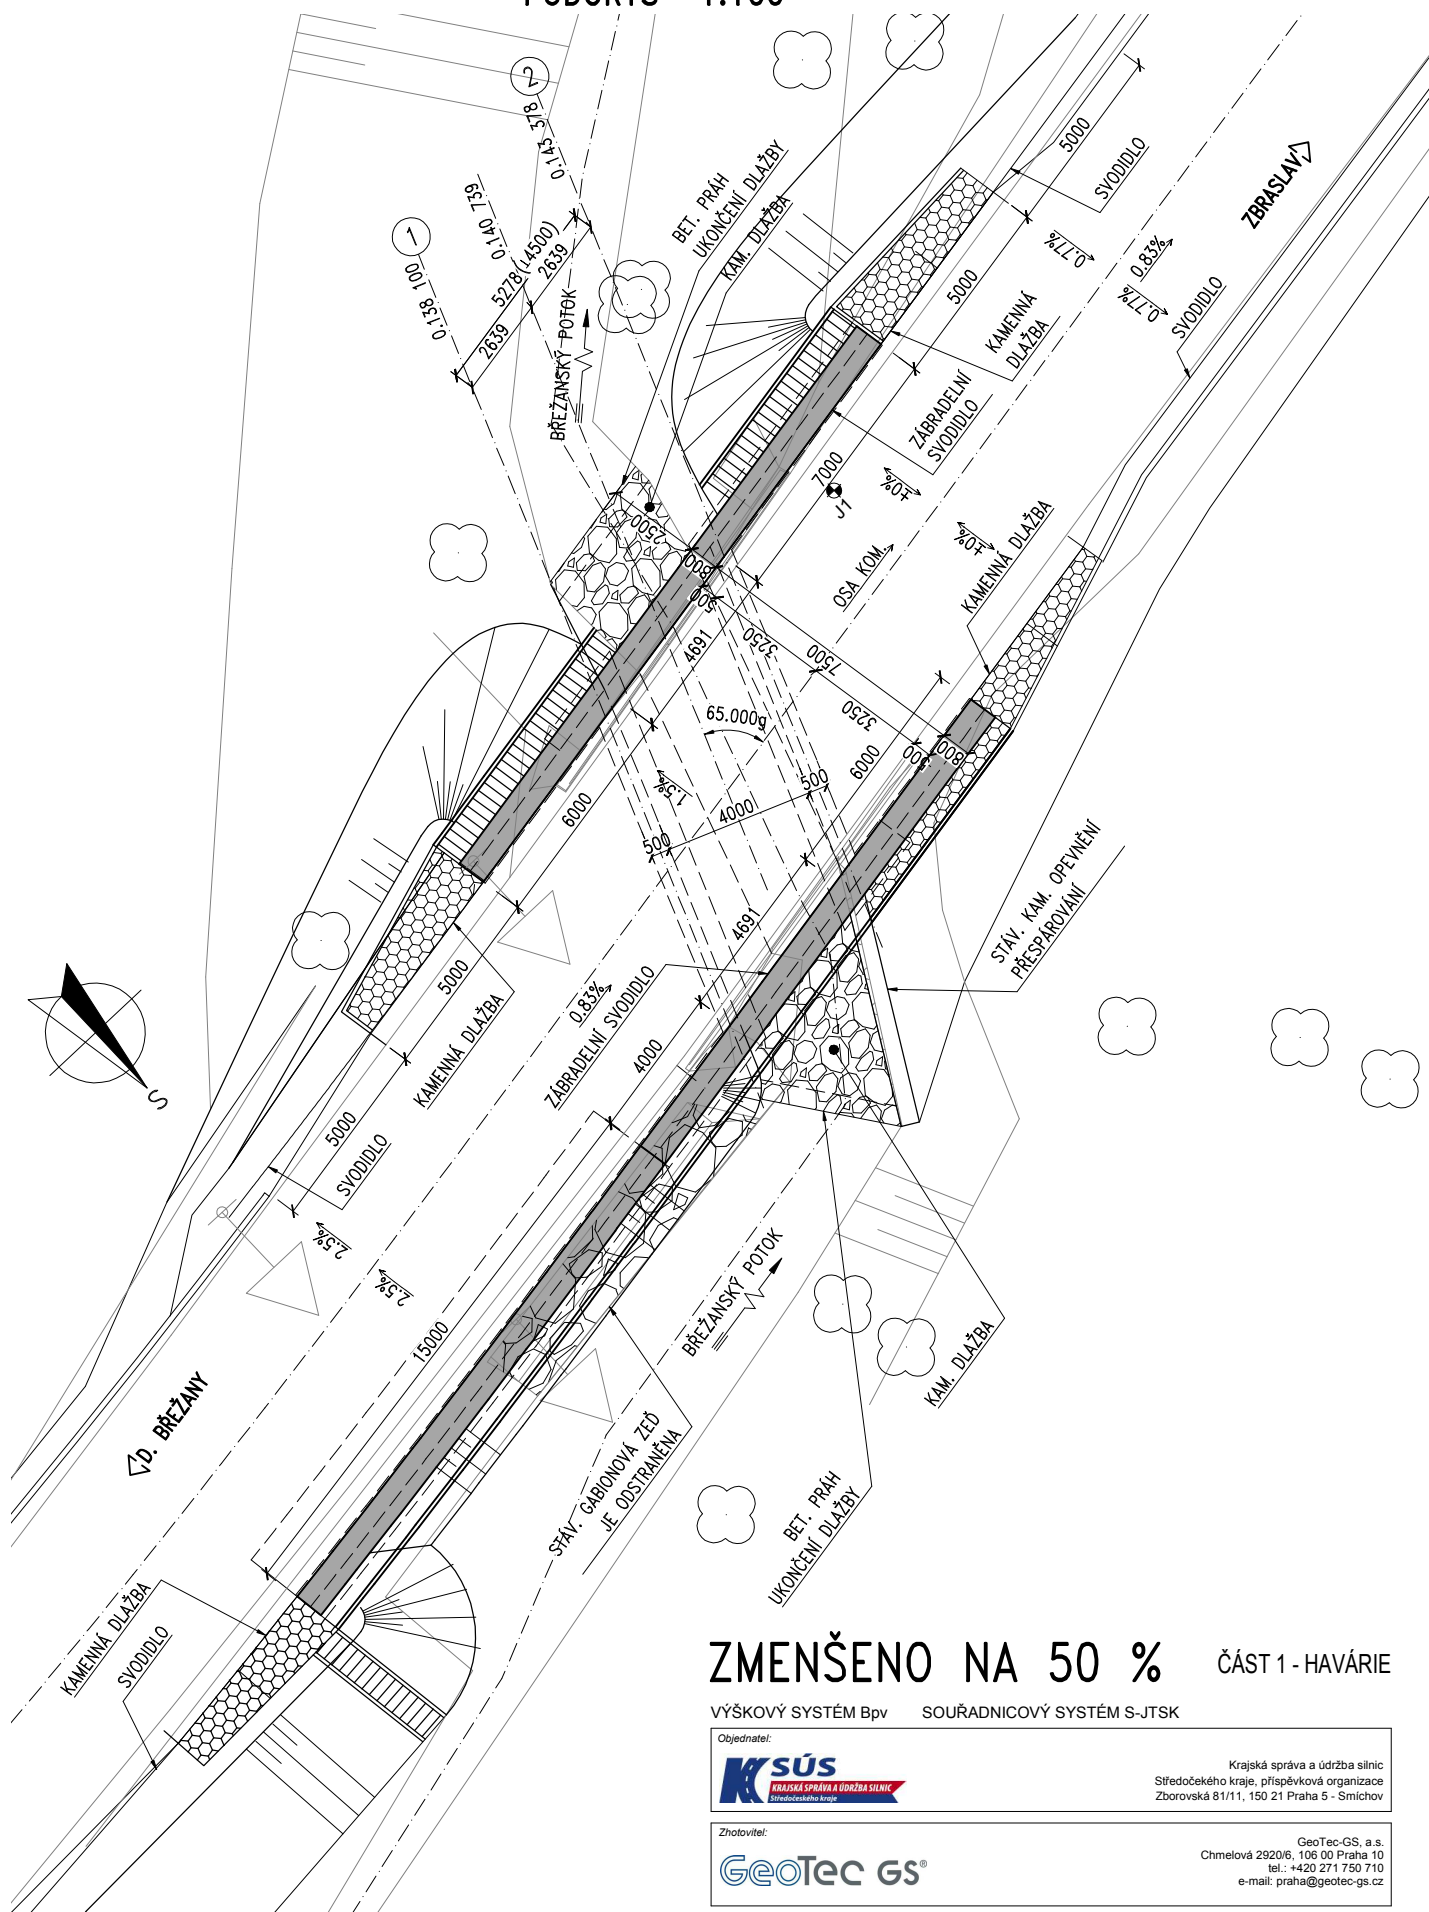 2
0.143 378
0.140 739
1
0.138 100
5278(⊥4500)
2639
2639
BŘEŽANSKÝ POTOK
BET. PRÁH
UKONČENÍ DLAŽBY
KAM. DLAŽBA
5000
SVODIDLO
ZBRASLAV
0.77%
0.83%
0.77%
SVODIDLO
5000
KAMENNÁ
DLAŽBA
ZÁBRADELNÍ
SVODIDLO
7000
J1
±0%
±0%
KAMENNÁ DLAŽBA
OSA KOM.
2500
800
500
4691
3250
7500
3250
500
800
65.000g
1.5%
6000
6000
500
4000
500
4691
STÁV. KAM. OPEVNĚNÍ
PŘESPÁROVÁNÍ
S
5000
KAMENNÁ DLAŽBA
0.83%
ZÁBRADELNÍ SVODIDLO
4000
5000
SVODIDLO
2.5%
2.5%
15000
BŘEŽANSKÝ POTOK
D. BŘEŽANY
KAM. DLAŽBA
STÁV. GABIONOVÁ ZEĎ
JE ODSTRANĚNA
BET. PRÁH
UKONČENÍ DLAŽBY
KAMENNÁ DLAŽBA
SVODIDLO
ZMENŠENO NA 50 %
ČÁST 1 - HAVÁRIE
VÝŠKOVÝ SYSTÉM Bpv SOUŘADNICOVÝ SYSTÉM S-JTSK
Objednatel:
KSÚS
KRAJSKÁ SPRÁVA A ÚDRŽBA SILNIC
Středočeského kraje
Krajská správa a údržba silnic
Středočeského kraje, příspěvková organizace
Zborovská 81/11, 150 21 Praha 5 - Smíchov
Zhotovitel:
GEOTEC GS®
GeoTec-GS, a.s.
Chmelová 2920/6, 106 00 Praha 10
tel.: +420 271 750 710
e-mail: praha@geotec-gs.cz